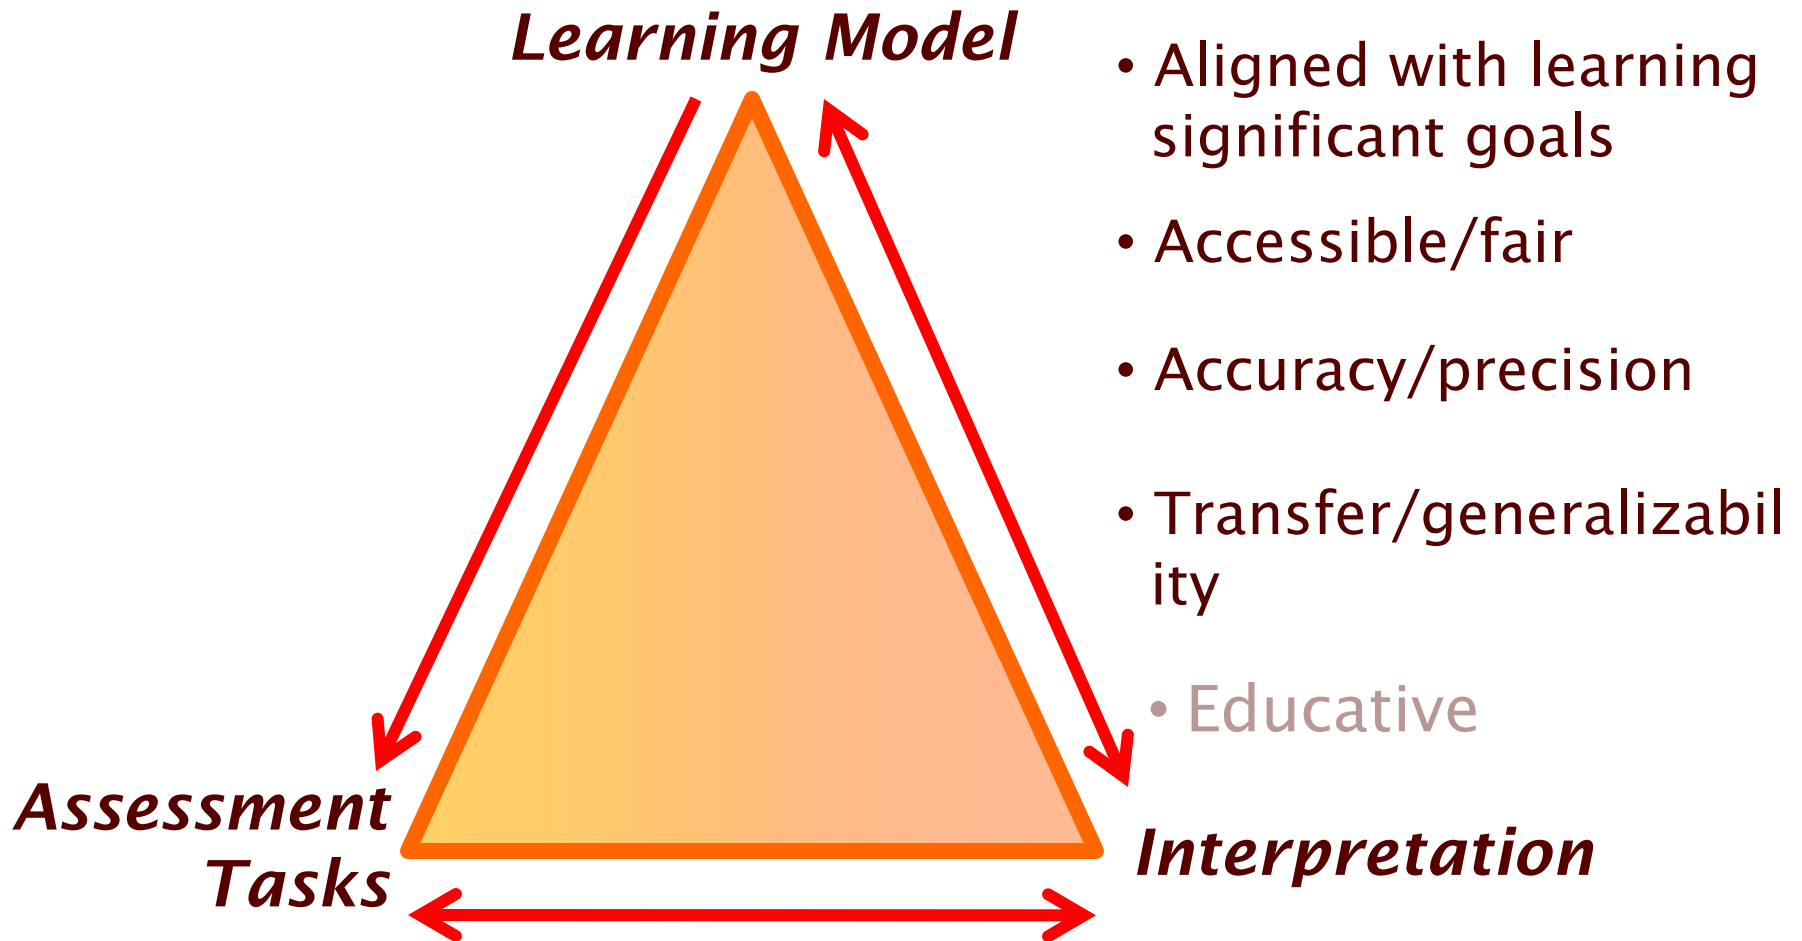 Learning Model
• Aligned with learning
significant goals
• Accessible/fair
• Accuracy/precision
• Transfer/generalizabil
ity
• Educative
Assessment
Tasks
Interpretation